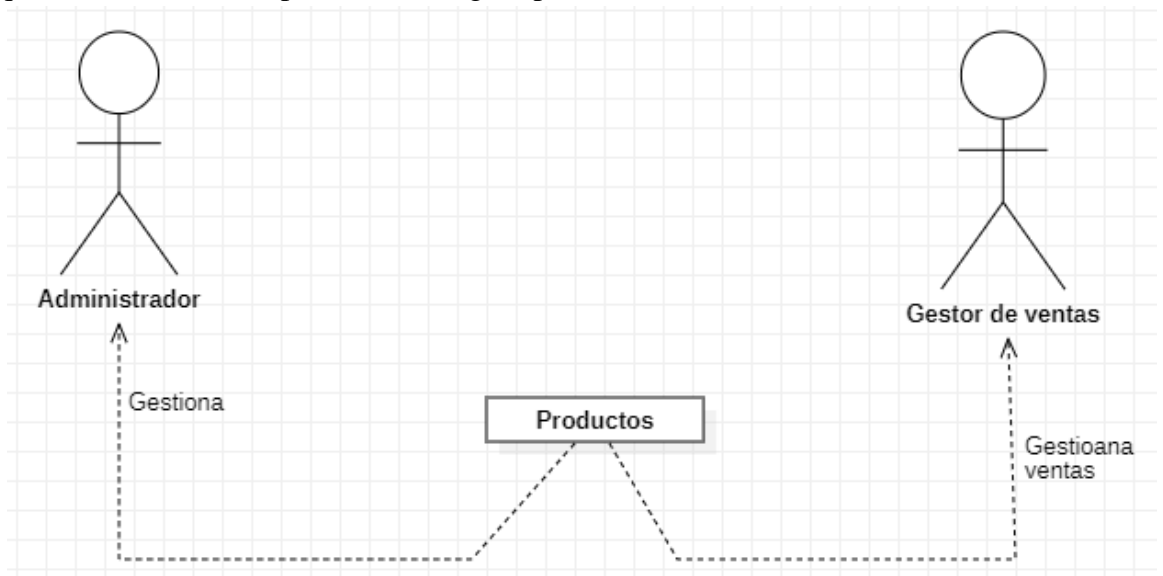 Administrador
Gestor de ventas
Gestiona
Productos
Gestioana
ventas